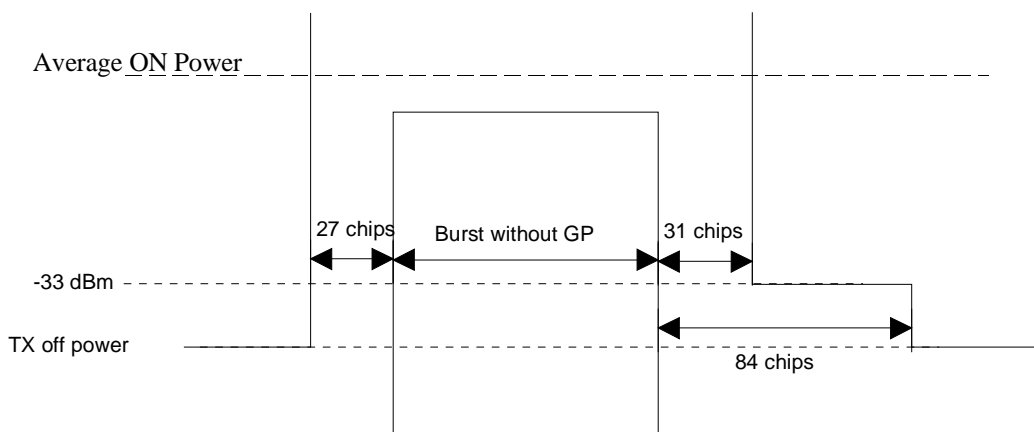 Average ON Power
27 chips
Burst without GP
31 chips
-33 dBm
TX off power
84 chips